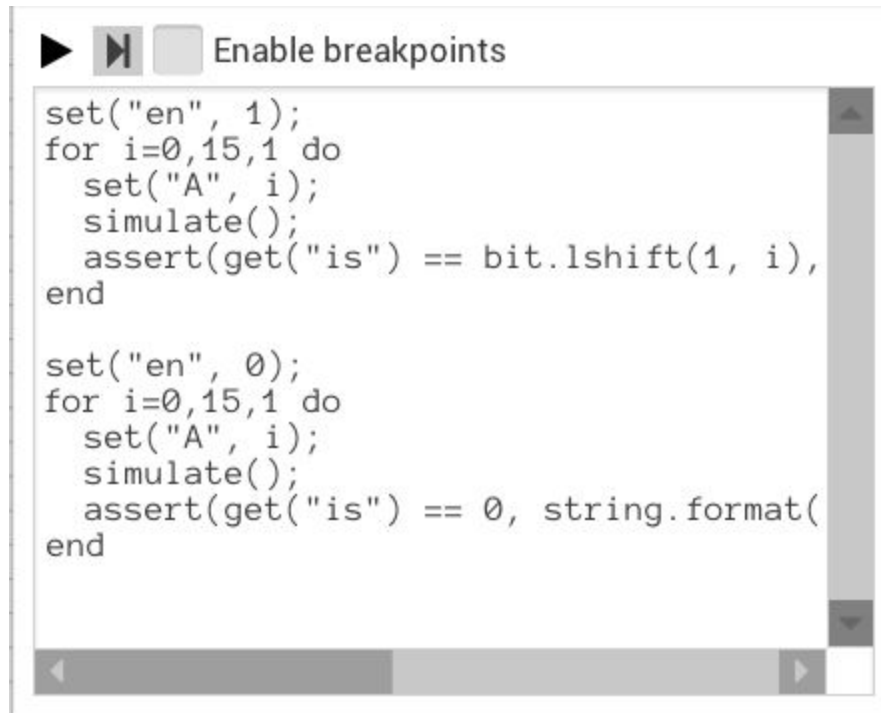 Enable breakpoints
set("en", 1);
for i=0,15,1 do
  set("A", i);
  simulate();
  assert(get("is") == bit.lshift(1, i),
end

set("en", 0);
for i=0,15,1 do
  set("A", i);
  simulate();
  assert(get("is") == 0, string.format(
end